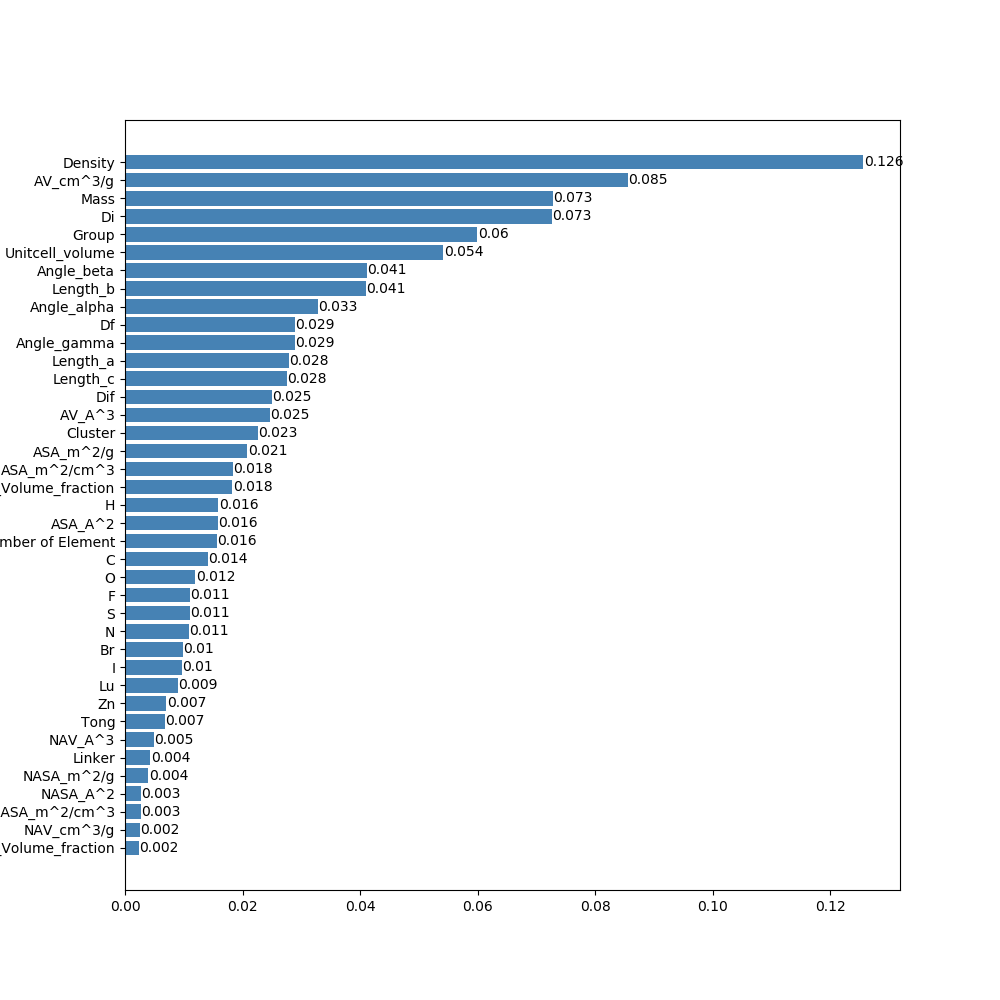 Density 0.126
AV_cm^3/g 0.085
Mass 0.073
Di 0.073
Group 0.06
Unitcell_volume 0.054
Angle_beta 0.041
Length_b 0.041
Angle_alpha 0.033
Df 0.029
Angle_gamma 0.029
Length_a 0.028
Length_c 0.028
Dif 0.025
AV_A^3 0.025
Cluster 0.023
ASA_m^2/g 0.021
ASA_m^2/cm^3 0.018
_Volume_fraction 0.018
H 0.016
ASA_A^2 0.016
mber of Element 0.016
C 0.014
O 0.012
F 0.011
S 0.011
N 0.011
Br 0.01
I 0.01
Lu 0.009
Zn 0.007
Tong 0.007
NAV_A^3 0.005
Linker 0.004
NASA_m^2/g 0.004
NASA_A^2 0.003
ASA_m^2/cm^3 0.003
NAV_cm^3/g 0.002
_Volume_fraction 0.002
0.00 0.02 0.04 0.06 0.08 0.10 0.12